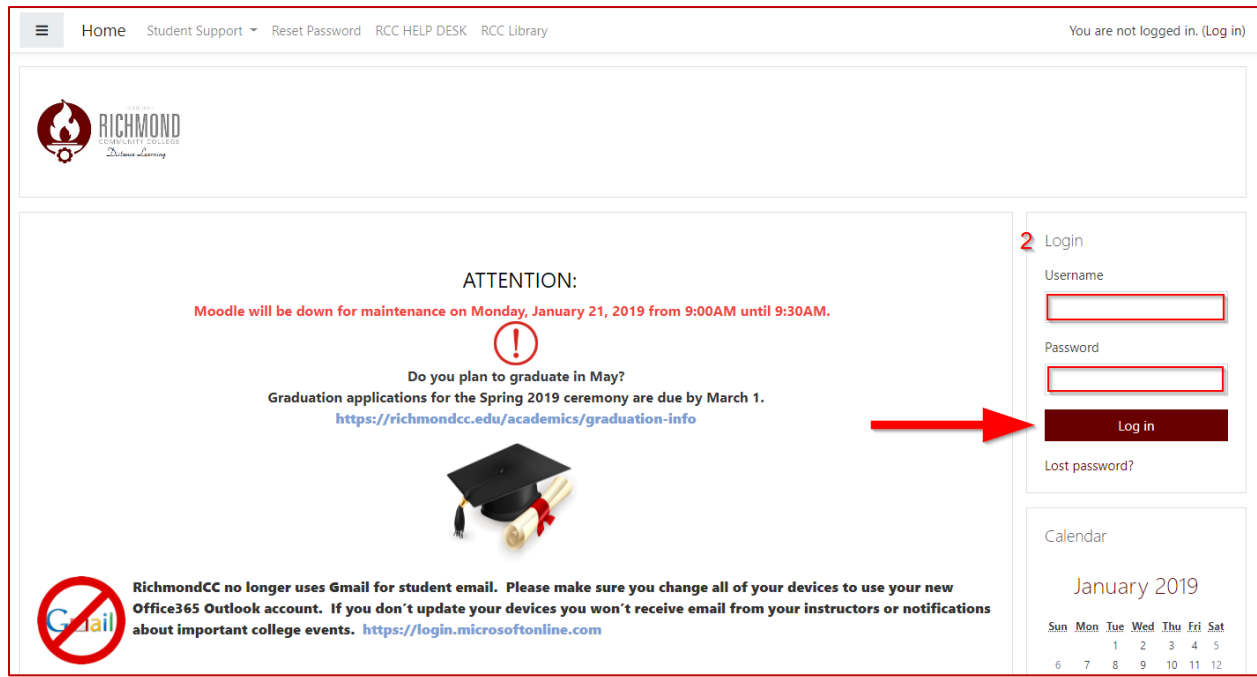 Home Student Support Reset Password RCC HELP DESK RCC Library You are not logged in. (Log in)
RICHMOND
COMMUNITY COLLEGE
Distance Learning
ATTENTION:
Moodle will be down for maintenance on Monday, January 21, 2019 from 9:00AM until 9:30AM.
!
Do you plan to graduate in May?
Graduation applications for the Spring 2019 ceremony are due by March 1.
https://richmondcc.edu/academics/graduation-info
Gmail
RichmondCC no longer uses Gmail for student email. Please make sure you change all of your devices to use your new
Office365 Outlook account. If you don´t update your devices you won´t receive email from your instructors or notifications
about important college events. https://login.microsoftonline.com
2 Login
Username
Password
Log in
Lost password?
Calendar
January 2019
Sun Mon Tue Wed Thu Fri Sat
1 2 3 4 5
6 7 8 9 10 11 12